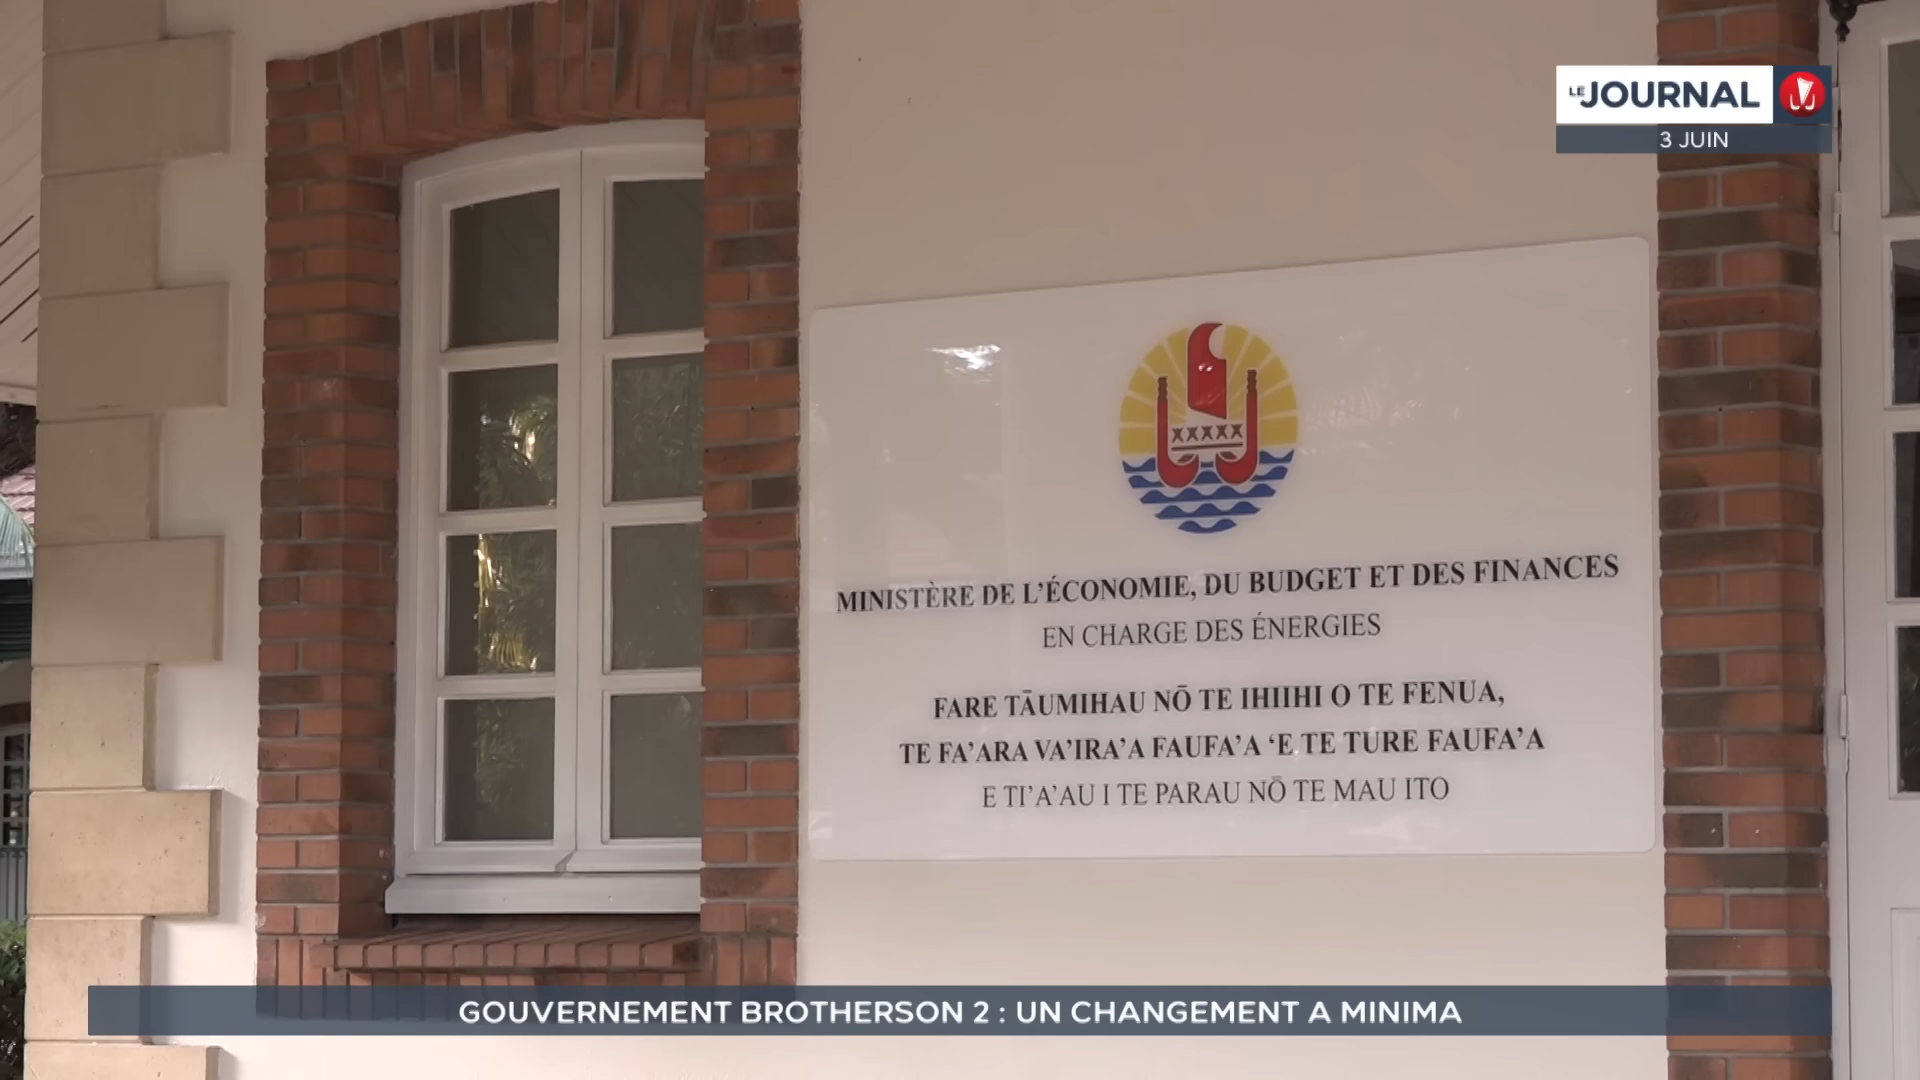 LE JOURNAL
3 JUIN
MINISTÈRE DE L'ÉCONOMIE, DU BUDGET ET DES FINANCES
EN CHARGE DES ÉNERGIES
FARE TĀUMIHAU NŌ TE IHIIHI O TE FENUA,
TE FA'ARA VA'IRA'A FAUFA'A ‘E TE TURE FAUFA'A
E TI'A'AU I TE PARAU NŌ TE MAU ITO
GOUVERNEMENT BROTHERSON 2 : UN CHANGEMENT A MINIMA